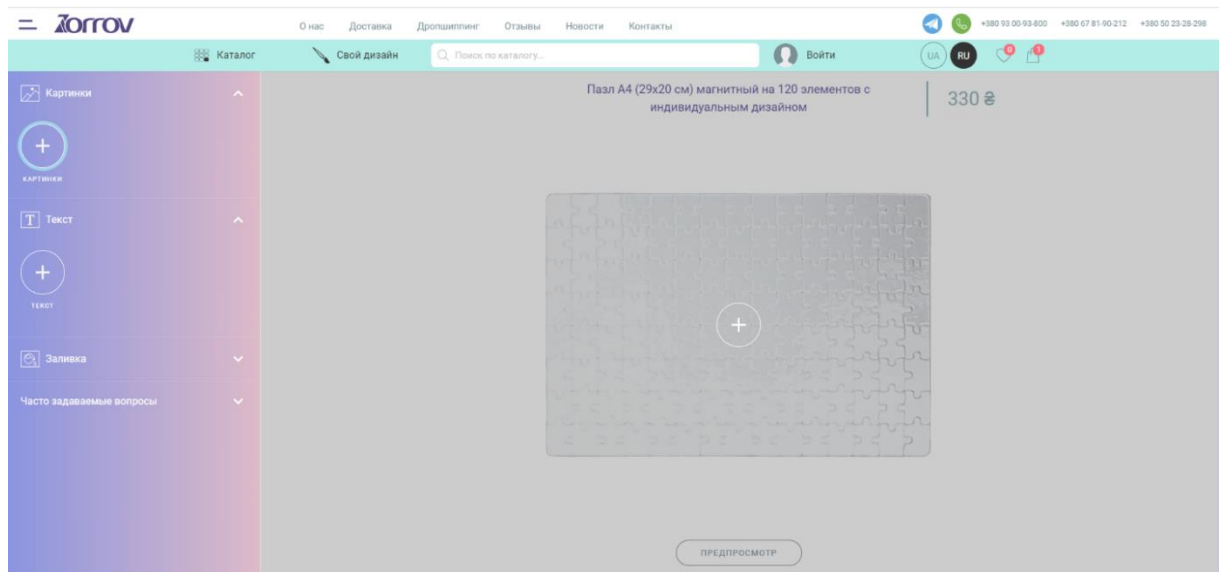 Zorrov
О нас Доставка Дропшиппинг Отзывы Новости Контакты
+380 93 00-93-800 +380 67 81-90-212 +380 50 23-28-298
Каталог Свой дизайн Поиск по каталогу... Войти UA RU 0 1
Картинки
КАРТИНКИ
T Текст
ТЕКСТ
Заливка
Часто задаваемые вопросы
Пазл А4 (29х20 см) магнитный на 120 элементов с
индивидуальным дизайном
330 ₴
ПРЕДПРОСМОТР